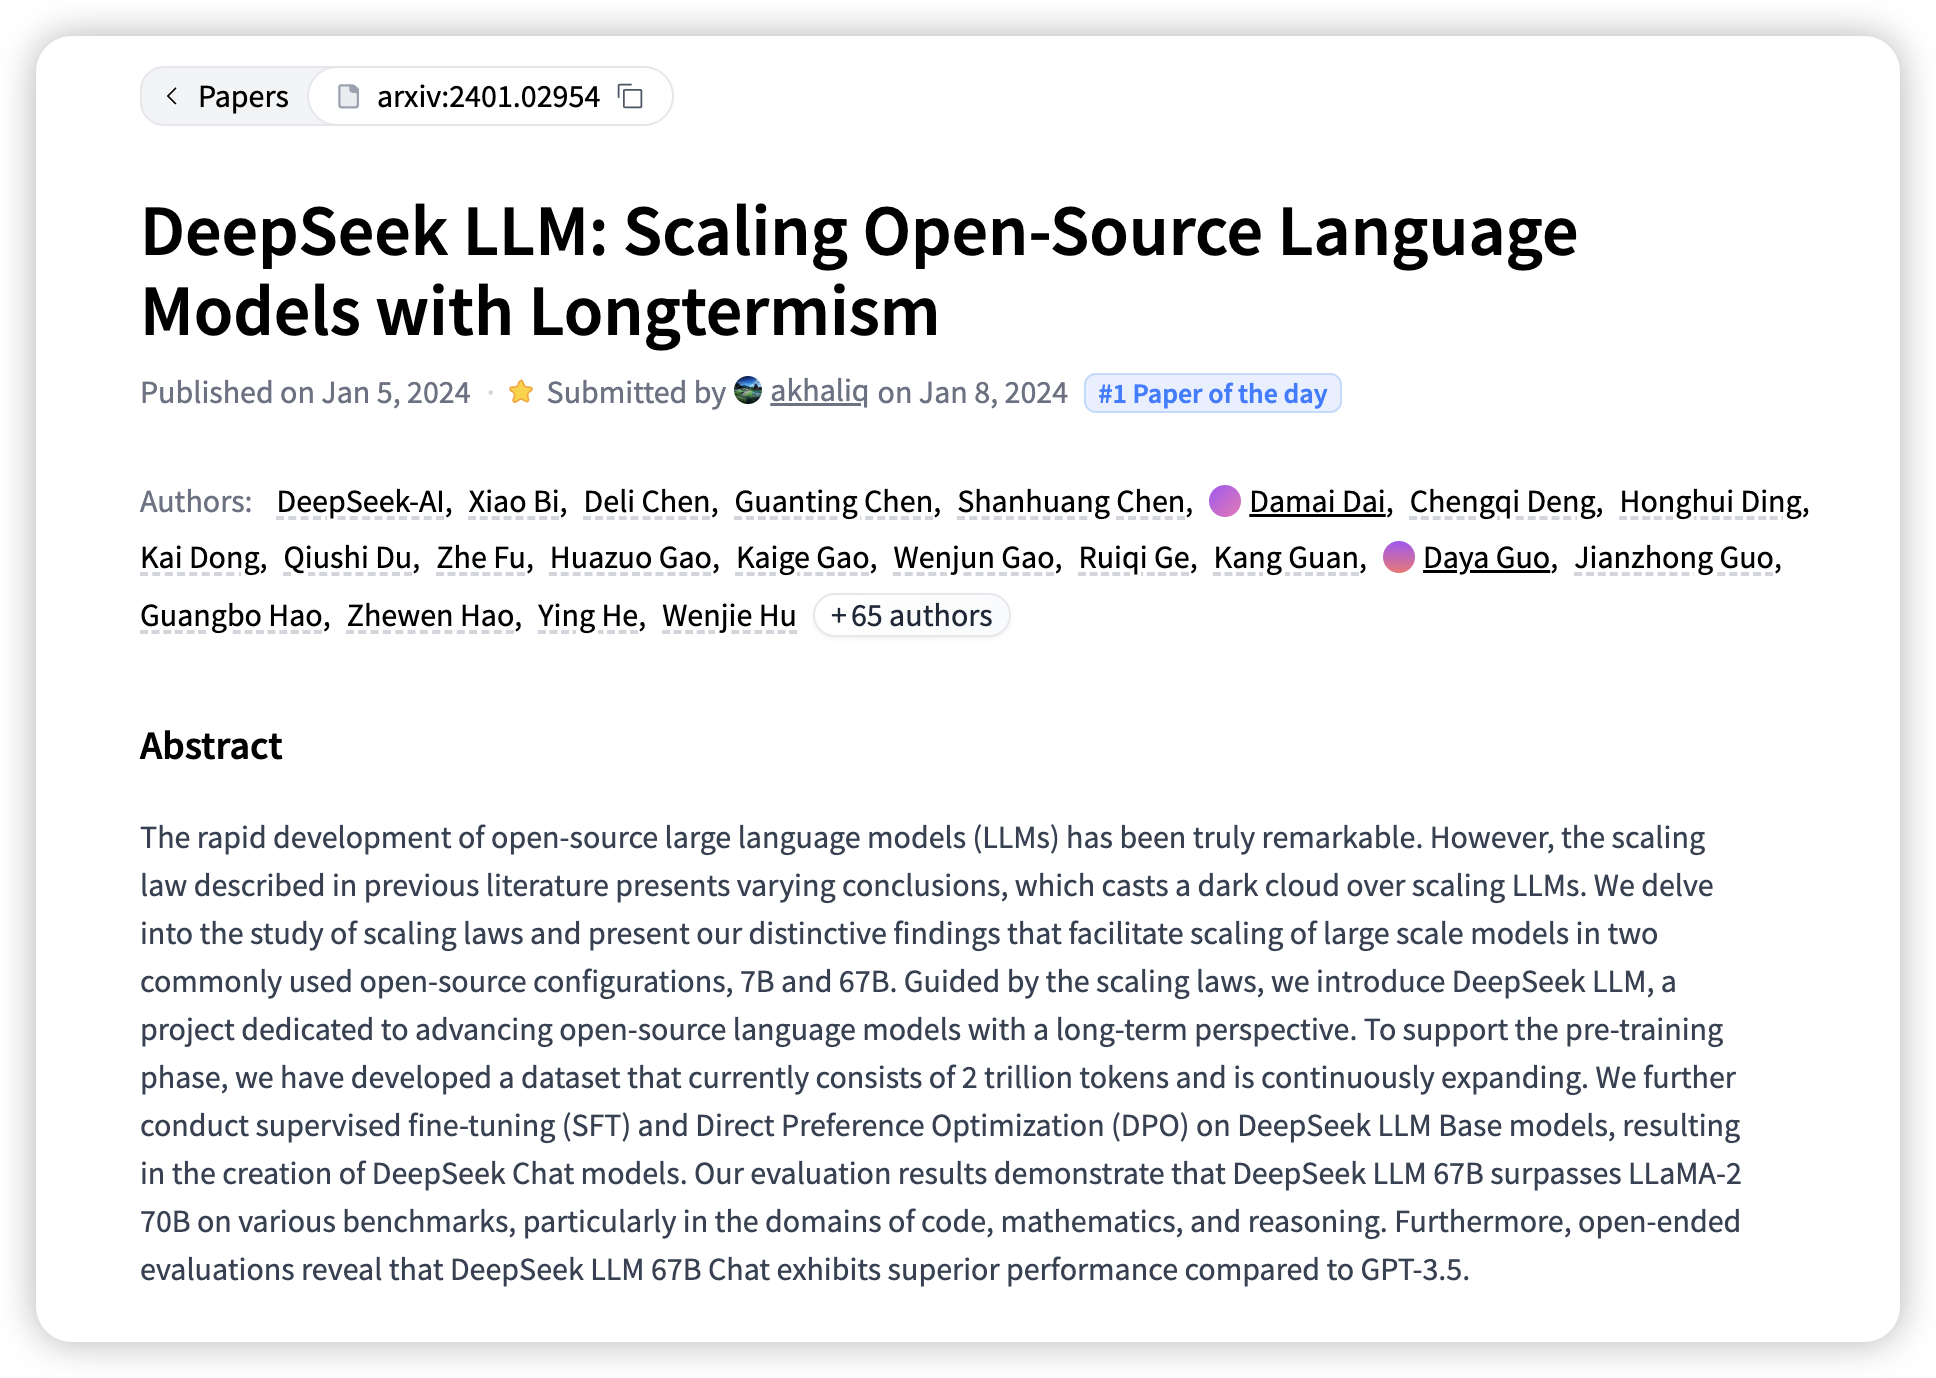 Papers arxiv:2401.02954
DeepSeek LLM: Scaling Open-Source Language
Models with Longtermism
Published on Jan 5, 2024 · Submitted by akhaliq on Jan 8, 2024 #1 Paper of the day
Authors: DeepSeek-AI, Xiao Bi, Deli Chen, Guanting Chen, Shanhuang Chen, Damai Dai, Chengqi Deng, Honghui Ding,
Kai Dong, Qiushi Du, Zhe Fu, Huazuo Gao, Kaige Gao, Wenjun Gao, Ruiqi Ge, Kang Guan, Daya Guo, Jianzhong Guo,
Guangbo Hao, Zhewen Hao, Ying He, Wenjie Hu +65 authors
Abstract
The rapid development of open-source large language models (LLMs) has been truly remarkable. However, the scaling
law described in previous literature presents varying conclusions, which casts a dark cloud over scaling LLMs. We delve
into the study of scaling laws and present our distinctive findings that facilitate scaling of large scale models in two
commonly used open-source configurations, 7B and 67B. Guided by the scaling laws, we introduce DeepSeek LLM, a
project dedicated to advancing open-source language models with a long-term perspective. To support the pre-training
phase, we have developed a dataset that currently consists of 2 trillion tokens and is continuously expanding. We further
conduct supervised fine-tuning (SFT) and Direct Preference Optimization (DPO) on DeepSeek LLM Base models, resulting
in the creation of DeepSeek Chat models. Our evaluation results demonstrate that DeepSeek LLM 67B surpasses LLaMA-2
70B on various benchmarks, particularly in the domains of code, mathematics, and reasoning. Furthermore, open-ended
evaluations reveal that DeepSeek LLM 67B Chat exhibits superior performance compared to GPT-3.5.